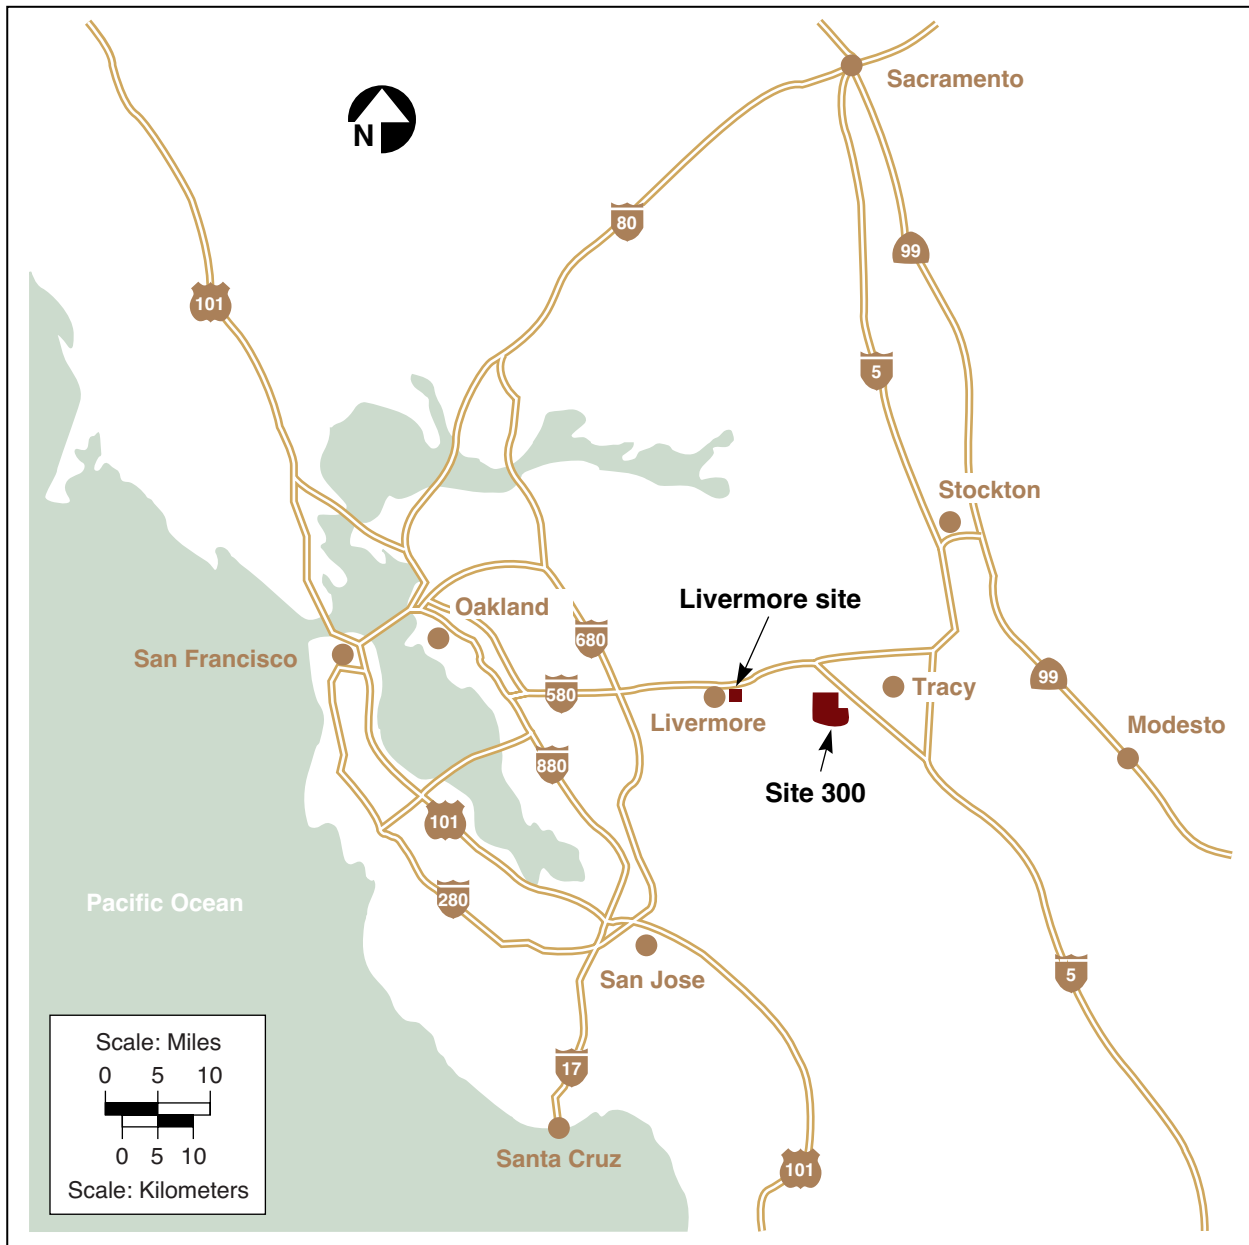 Sacramento
N
80
99
101
5
Stockton
Livermore site
Oakland
680
San Francisco
580
Tracy
99
Livermore
Modesto
880
Site 300
101
Pacific Ocean
280
San Jose
5
Scale: Miles
0 5 10
0 5 10
Scale: Kilometers
17
Santa Cruz
101